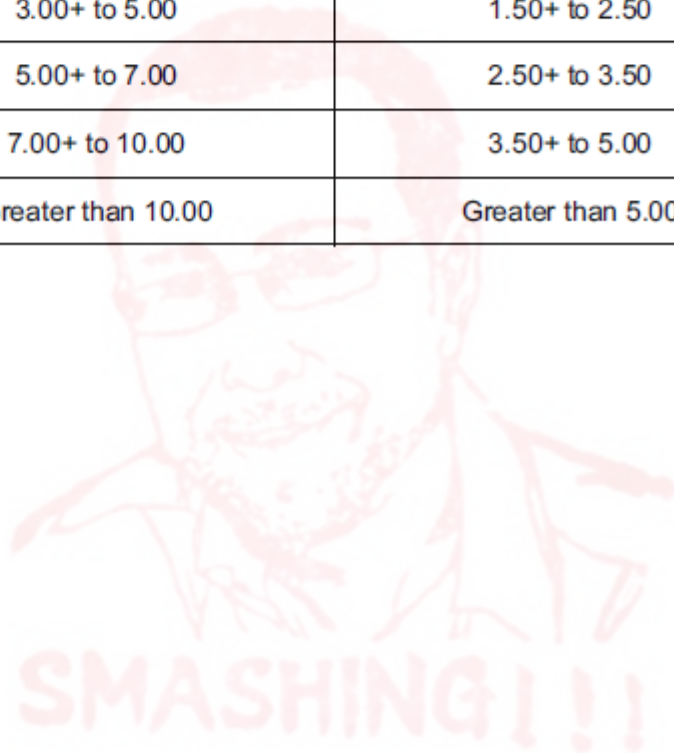 3.00+ to 5.00 1.50+ to 2.50
5.00+ to 7.00 2.50+ to 3.50
7.00+ to 10.00 3.50+ to 5.00
reater than 10.00 Greater than 5.00
SMASHING!!!